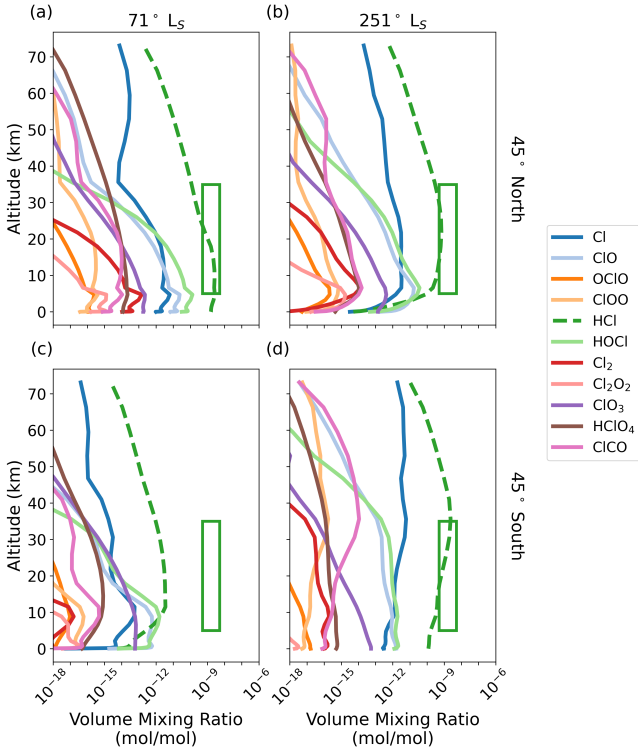 (a) 71° L_S (b) 251° L_S
70
60
50
40
30
20
10
0
Altitude (km)
45° North
Cl
ClO
OClO
ClOO
HCl
HOCl
Cl₂
Cl₂O₂
ClO₃
HClO₄
ClCO
(c) (d)
70
60
50
40
30
20
10
0
Altitude (km)
45° South
10⁻¹⁸ 10⁻¹⁵ 10⁻¹² 10⁻⁹ 10⁻⁶ 10⁻¹⁸ 10⁻¹⁵ 10⁻¹² 10⁻⁹ 10⁻⁶
Volume Mixing Ratio Volume Mixing Ratio
(mol/mol) (mol/mol)